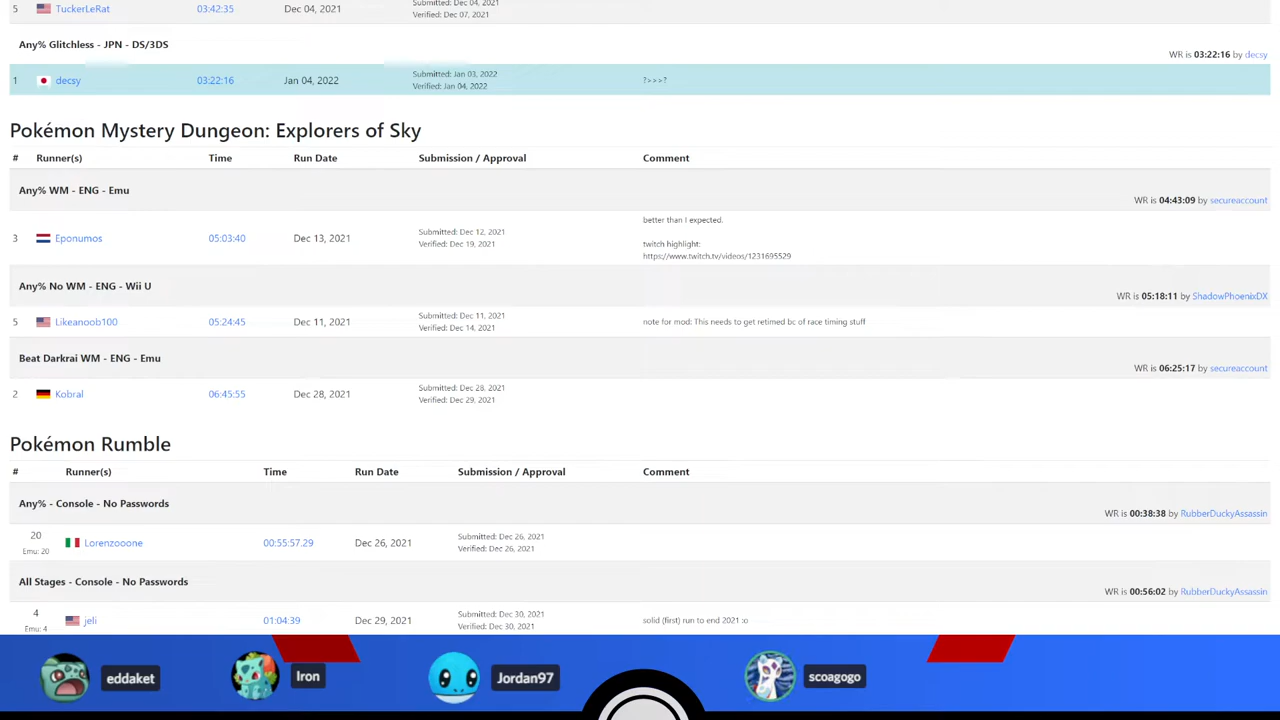 5 TuckerLeRat 03:42:35 Dec 04, 2021 Submitted: Dec 04, 2021
Verified: Dec 07, 2021
Any% Glitchless - JPN - DS/3DS
WR is 03:22:16 by decsy
1 decsy 03:22:16 Jan 04, 2022 Submitted: Jan 03, 2022
Verified: Jan 04, 2022
?>>>?
Pokémon Mystery Dungeon: Explorers of Sky
# Runner(s) Time Run Date Submission / Approval Comment
Any% WM - ENG - Emu
WR is 04:43:09 by secureaccount
3 Eponumos 05:03:40 Dec 13, 2021 Submitted: Dec 12, 2021
Verified: Dec 19, 2021
better than I expected.
twitch highlight:
https://www.twitch.tv/videos/1231695529
Any% No WM - ENG - Wii U
WR is 05:18:11 by ShadowPhoenixDX
5 Likeanoob100 05:24:45 Dec 11, 2021 Submitted: Dec 11, 2021
Verified: Dec 14, 2021
note for mod: This needs to get retimed bc of race timing stuff
Beat Darkrai WM - ENG - Emu
WR is 06:25:17 by secureaccount
2 Kobral 06:45:55 Dec 28, 2021 Submitted: Dec 28, 2021
Verified: Dec 29, 2021
Pokémon Rumble
# Runner(s) Time Run Date Submission / Approval Comment
Any% - Console - No Passwords
WR is 00:38:38 by RubberDuckyAssassin
20
Emu: 20
Lorenzooone 00:55:57.29 Dec 26, 2021 Submitted: Dec 26, 2021
Verified: Dec 26, 2021
All Stages - Console - No Passwords
WR is 00:56:02 by RubberDuckyAssassin
4
Emu: 4
jeli 01:04:39 Dec 29, 2021 Submitted: Dec 30, 2021
Verified: Dec 30, 2021
solid (first) run to end 2021 :o
eddaket Iron Jordan97 scoagogo